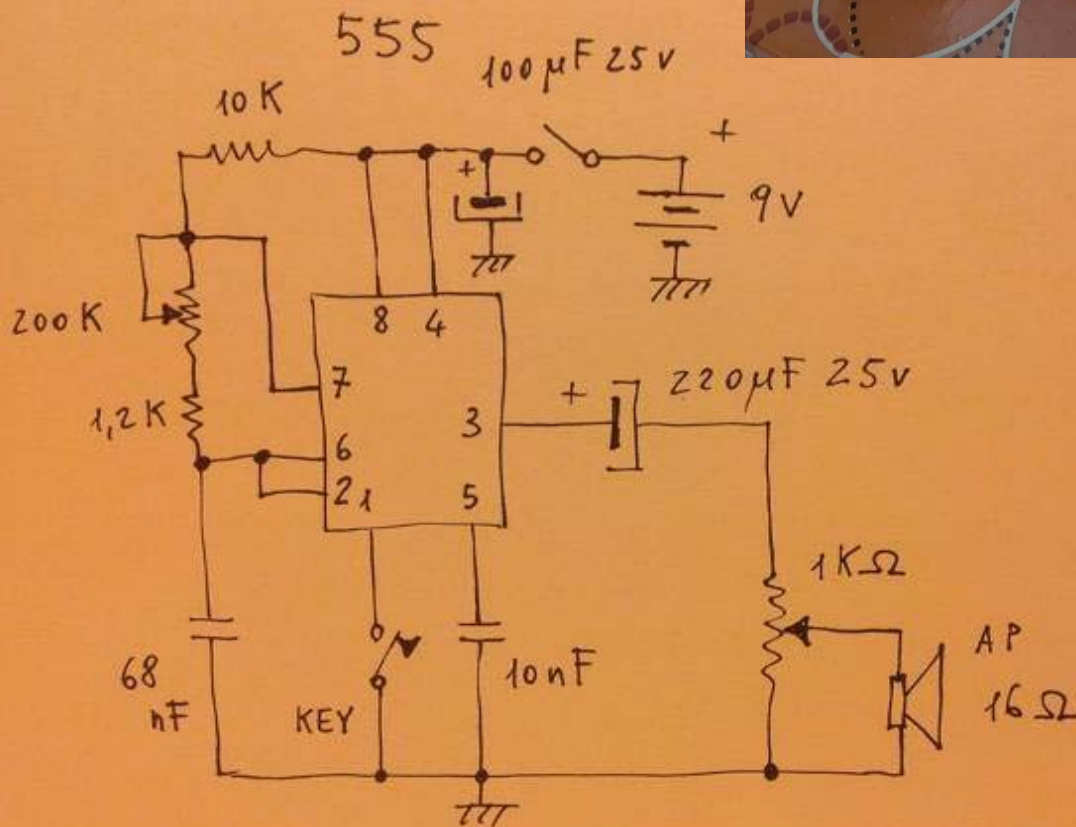 555
100µF 25v
10 K
+
+
9v
200 K
8 4
7
1,2K
3
+
220µF 25v
6
2 1
5
1KΩ
68
nF
KEY
10nF
AP
16 Ω